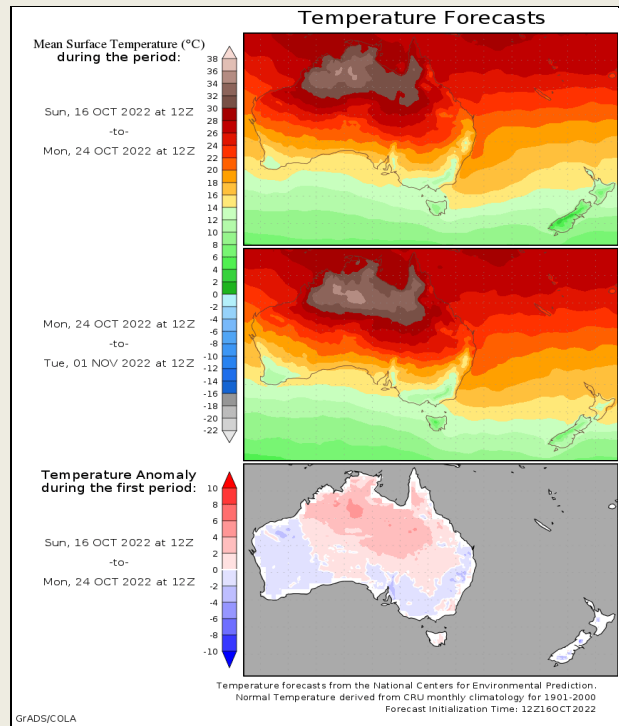 Temperature Forecasts
Mean Surface Temperature (°C)
during the period:
38
36
34
32
30
28
26
24
22
20
18
16
14
12
10
8
6
4
2
0
-2
-4
-6
-8
-10
-12
-14
-16
-18
-20
-22
Sun, 16 OCT 2022 at 12Z
-to-
Mon, 24 OCT 2022 at 12Z
Mon, 24 OCT 2022 at 12Z
-to-
Tue, 01 NOV 2022 at 12Z
Temperature Anomaly
during the first period:
10
8
6
4
2
0
-2
-4
-6
-8
-10
Sun, 16 OCT 2022 at 12Z
-to-
Mon, 24 OCT 2022 at 12Z
Temperature forecasts from the National Centers for Environmental Prediction.
Normal Temperature derived from CRU monthly climatology for 1901-2000
Forecast Initialization Time: 12Z16OCT2022
GrADS/COLA